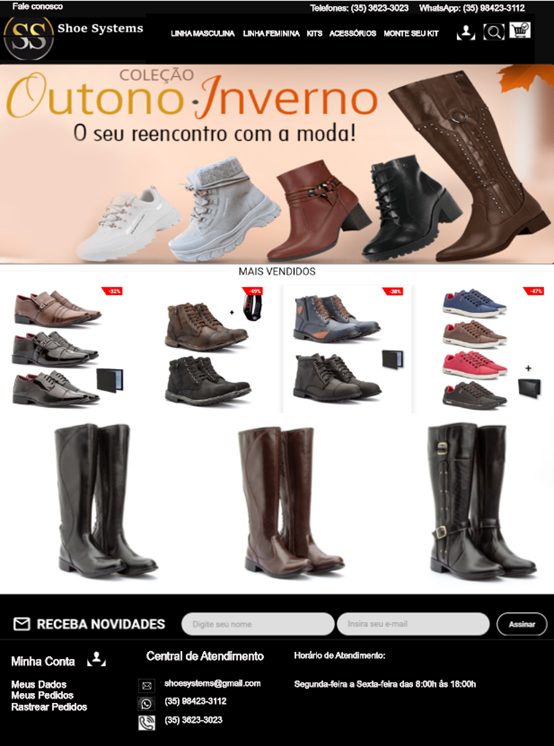 Fale conosco
Telefones: (35) 3623-3023 WhatsApp: (35) 98423-3112
SS
Shoe Systems
LINHA MASCULINA LINHA FEMININA KITS ACESSÓRIOS MONTE SEU KIT
COLEÇÃO
Outono · Inverno
O seu reencontro com a moda!
MAIS VENDIDOS
-32%
+
-49%
-38%
-47%
+
RECEBA NOVIDADES
Digite seu nome
Insira seu e-mail
Assinar
Minha Conta
Meus Dados
Meus Pedidos
Rastrear Pedidos
Central de Atendimento
shoesystems@gmail.com
(35) 98423-3112
(35) 3623-3023
Horário de Atendimento:
Segunda-feira a Sexta-feira das 8:00h às 18:00h